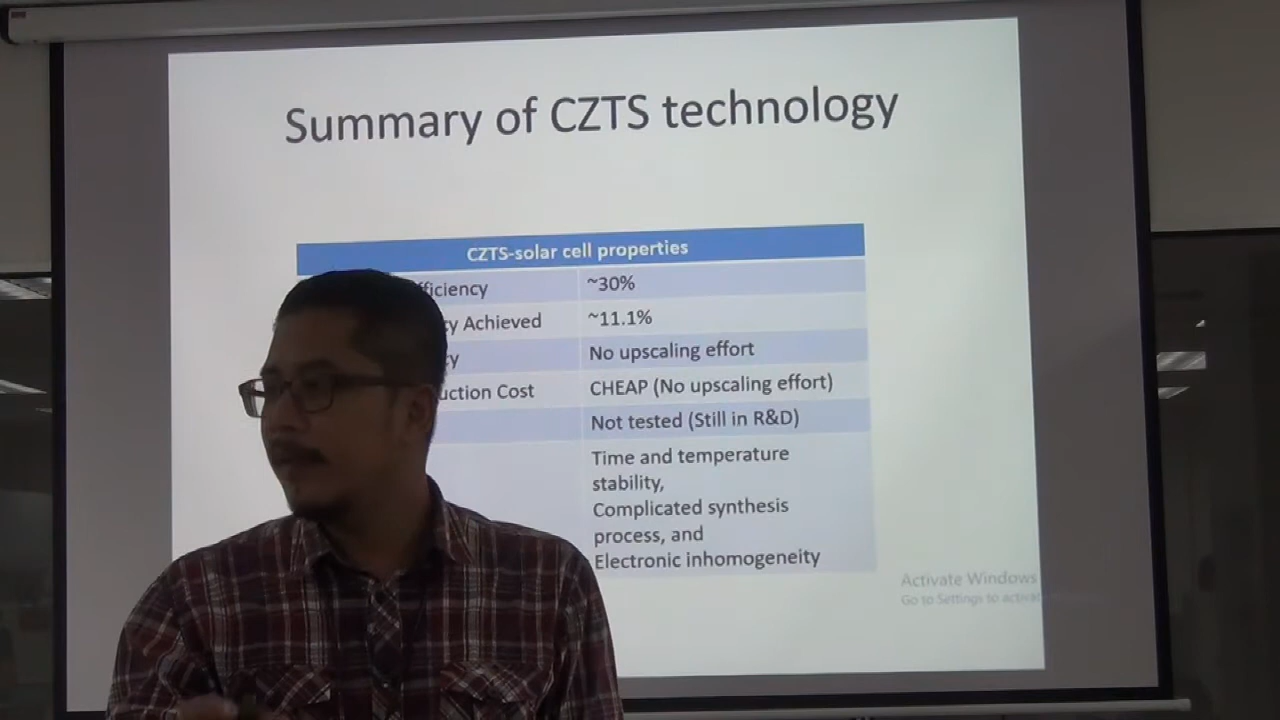 Summary of CZTS technology
CZTS-solar cell properties
fficiency ~30%
y Achieved ~11.1%
y No upscaling effort
uction Cost CHEAP (No upscaling effort)
Not tested (Still in R&D)
Time and temperature
stability,
Complicated synthesis
process, and
Electronic inhomogeneity
Activate Windows
Go to Settings to activat